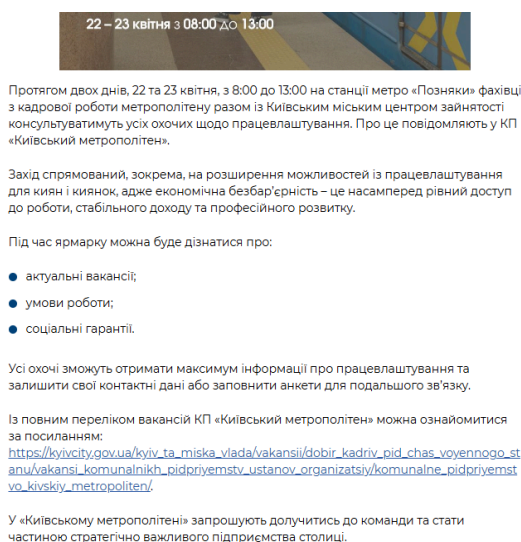 22 – 23 квітня з 08:00 до 13:00
Протягом двох днів, 22 та 23 квітня, з 8:00 до 13:00 на станції метро «Позняки» фахівці
з кадрової роботи метрополітену разом із Київським міським центром зайнятості
консультуватимуть усіх охочих щодо працевлаштування. Про це повідомляють у КП
«Київський метрополітен».
Захід спрямований, зокрема, на розширення можливостей із працевлаштування
для киян і киянок, адже економічна безбар’єрність – це насамперед рівний доступ
до роботи, стабільного доходу та професійного розвитку.
Під час ярмарку можна буде дізнатися про:
актуальні вакансії;
умови роботи;
соціальні гарантії.
Усі охочі зможуть отримати максимум інформації про працевлаштування та
залишити свої контактні дані або заповнити анкети для подальшого зв’язку.
Із повним переліком вакансій КП «Київський метрополітен» можна ознайомитися
за посиланням:
https://kyivcity.gov.ua/kyiv_ta_miska_vlada/vakansii/dobir_kadriv_pid_chas_voyennogo_st
anu/vakansi_komunalnikh_pidpriyemstv_ustanov_organizatsiy/komunalne_pidpriyemst
vo_kivskiy_metropoliten/.
У «Київському метрополітені» запрошують долучитись до команди та стати
частиною стратегічно важливого підприємства столиці.